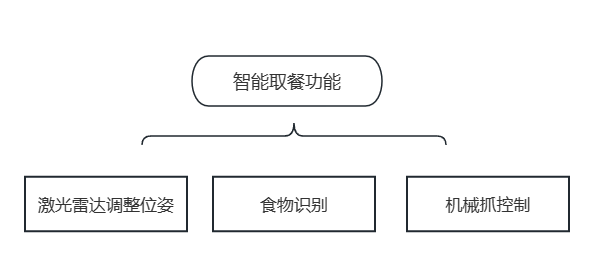 智能取餐功能
激光雷达调整位姿
食物识别
机械抓控制